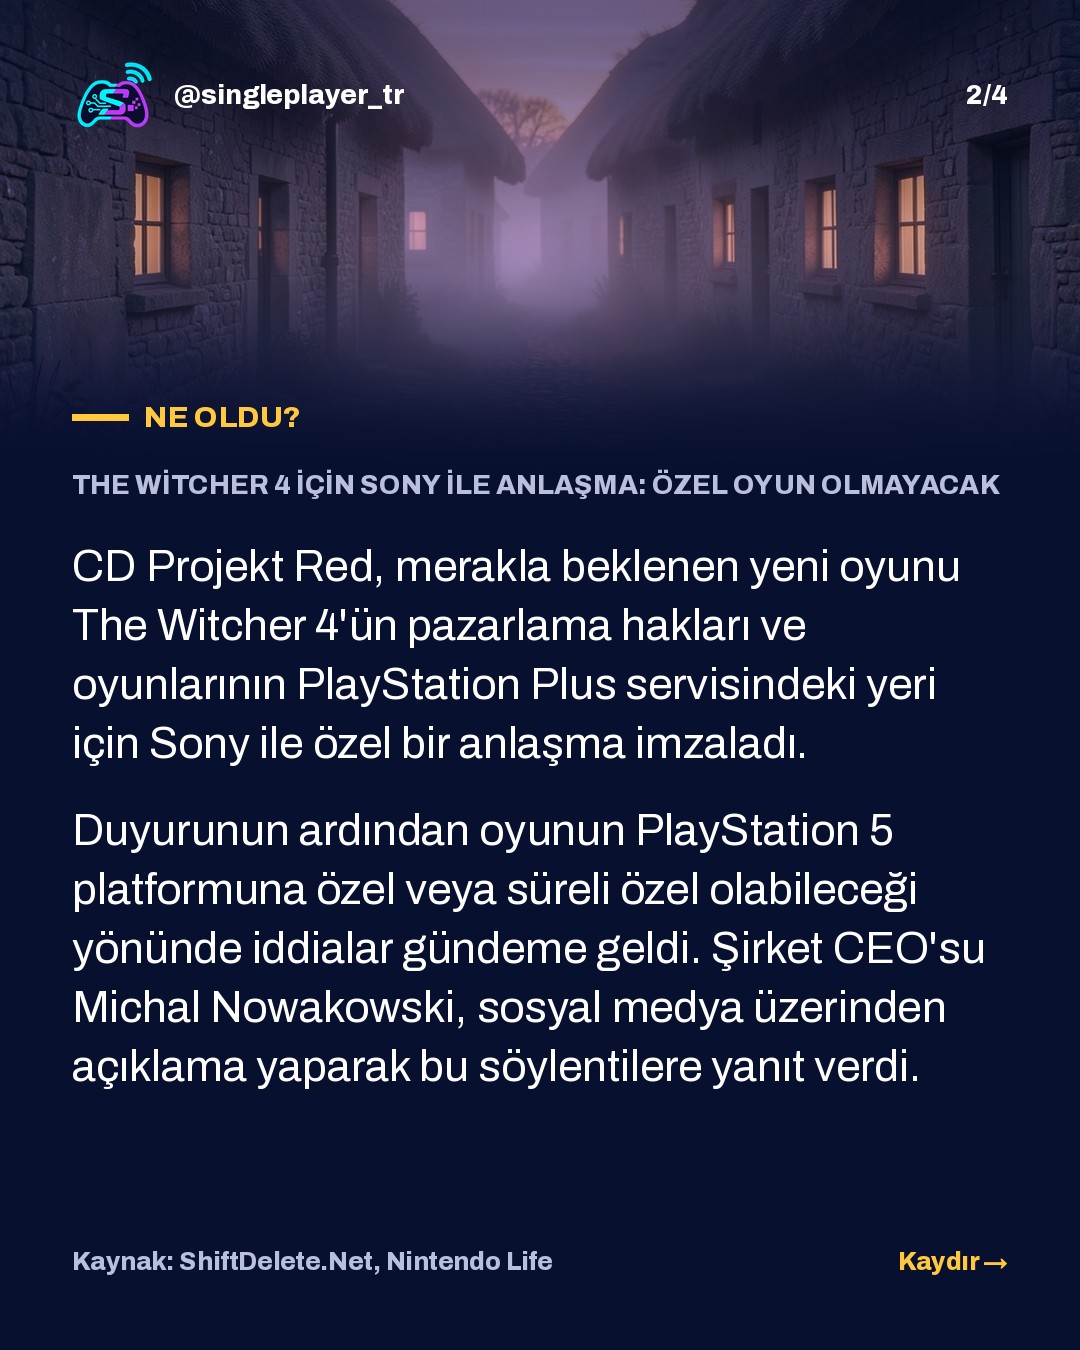 @singleplayer_tr
2/4
NE OLDU?
THE WİTCHER 4 İÇİN SONY İLE ANLAŞMA: ÖZEL OYUN OLMAYACAK
CD Projekt Red, merakla beklenen yeni oyunu
The Witcher 4'ün pazarlama hakları ve
oyunlarının PlayStation Plus servisindeki yeri
için Sony ile özel bir anlaşma imzaladı.
Duyurunun ardından oyunun PlayStation 5
platformuna özel veya süreli özel olabileceği
yönünde iddialar gündeme geldi. Şirket CEO'su
Michal Nowakowski, sosyal medya üzerinden
açıklama yaparak bu söylentilere yanıt verdi.
Kaynak: ShiftDelete.Net, Nintendo Life
Kaydır→